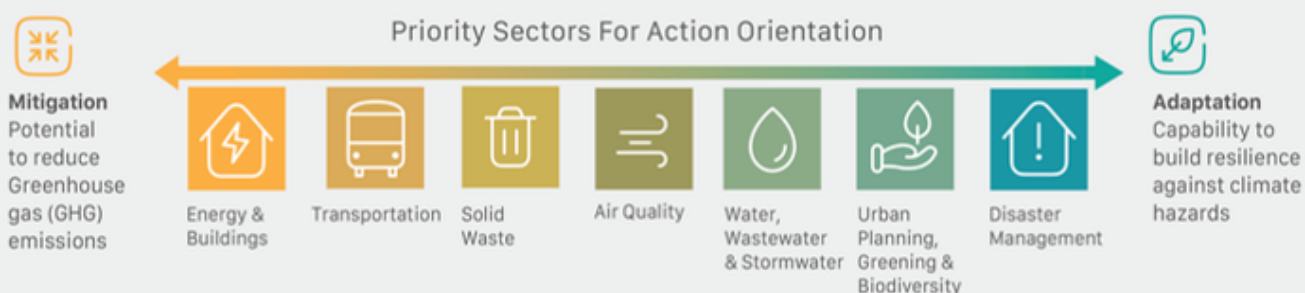 Priority Sectors For Action Orientation
Mitigation
Potential
to reduce
Greenhouse
gas (GHG)
emissions
Energy &
Buildings
Transportation
Solid
Waste
Air Quality
Water,
Wastewater
& Stormwater
Urban
Planning,
Greening &
Biodiversity
Disaster
Management
Adaptation
Capability to
build resilience
against climate
hazards